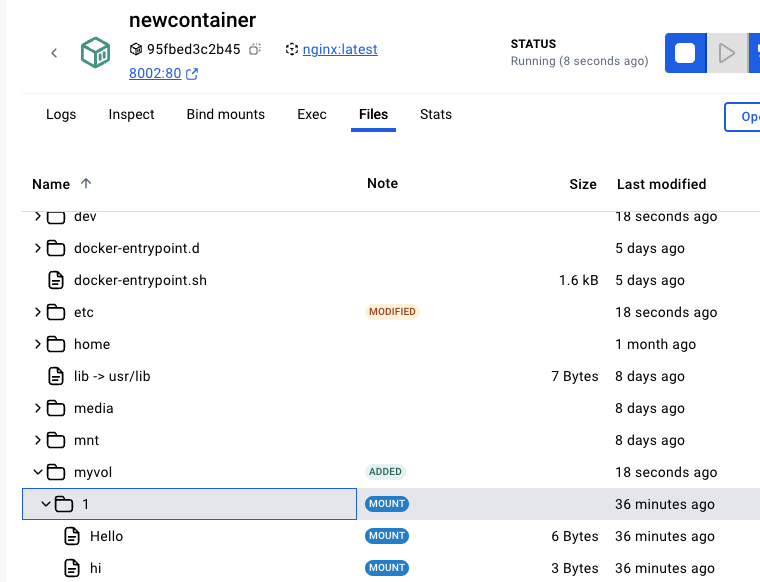 newcontainer
95fbed3c2b45 nginx:latest
8002:80
STATUS
Running (8 seconds ago)
Logs Inspect Bind mounts Exec Files Stats
Name Note Size Last modified
dev 18 seconds ago
docker-entrypoint.d 5 days ago
docker-entrypoint.sh 1.6 kB 5 days ago
etc MODIFIED 18 seconds ago
home 1 month ago
lib -> usr/lib 7 Bytes 8 days ago
media 8 days ago
mnt 8 days ago
myvol ADDED 18 seconds ago
1 MOUNT 36 minutes ago
Hello MOUNT 6 Bytes 36 minutes ago
hi MOUNT 3 Bytes 36 minutes ago